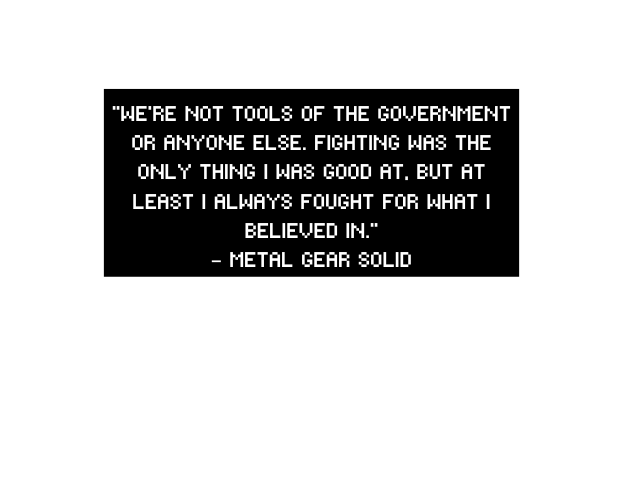 "WE'RE NOT TOOLS OF THE GOVERNMENT
OR ANYONE ELSE. FIGHTING WAS THE
ONLY THING I WAS GOOD AT, BUT AT
LEAST I ALWAYS FOUGHT FOR WHAT I
BELIEVED IN."
- METAL GEAR SOLID